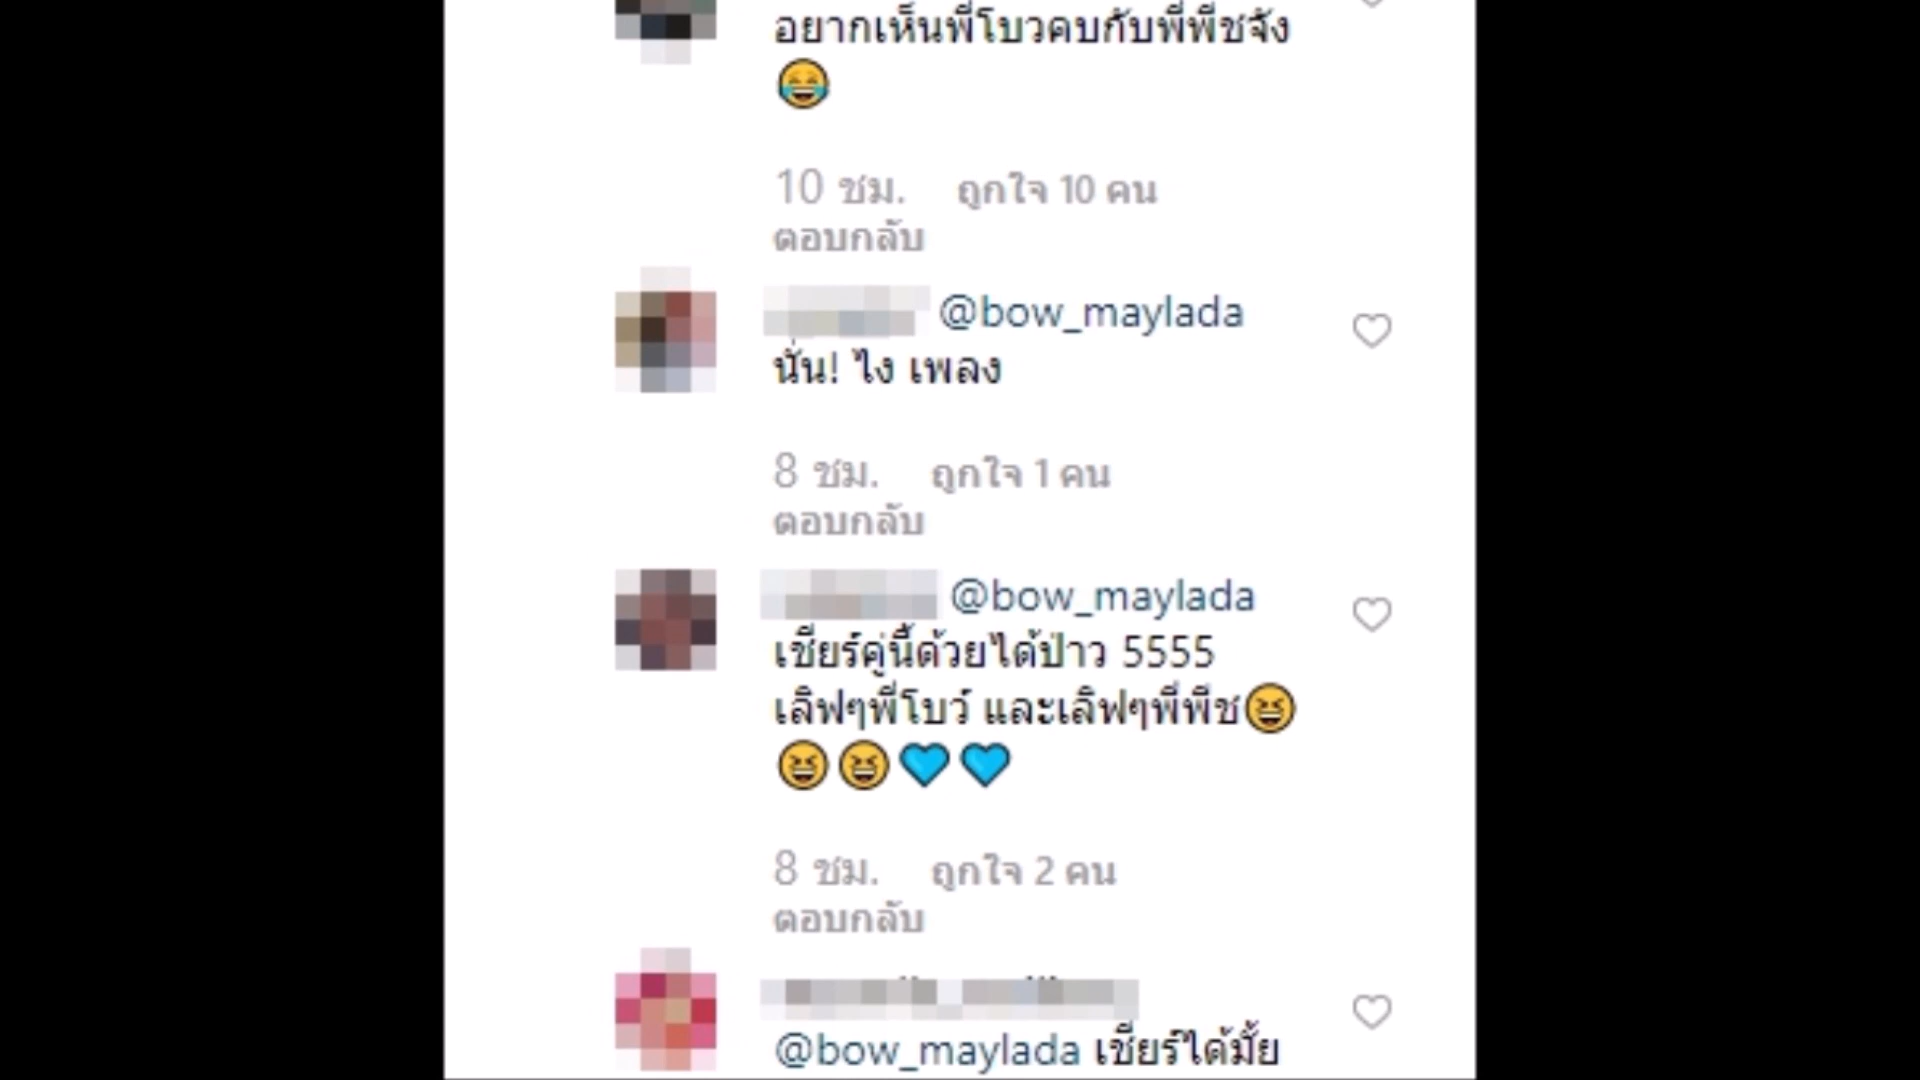 อยากเห็นพี่โบวคบกับพี่พีชจัง
😂
10 ชม. ถูกใจ 10 คน
ตอบกลับ
@bow_maylada
นั่น! ไง เพลง
8 ชม. ถูกใจ 1 คน
ตอบกลับ
@bow_maylada
เชียร์คู่นี้ด้วยได้ป่าว 5555
เลิฟๆพี่โบว์ และเลิฟๆพี่พีช😆
😆😆💙💙
8 ชม. ถูกใจ 2 คน
ตอบกลับ
@bow_maylada เชียร์ได้มั้ย